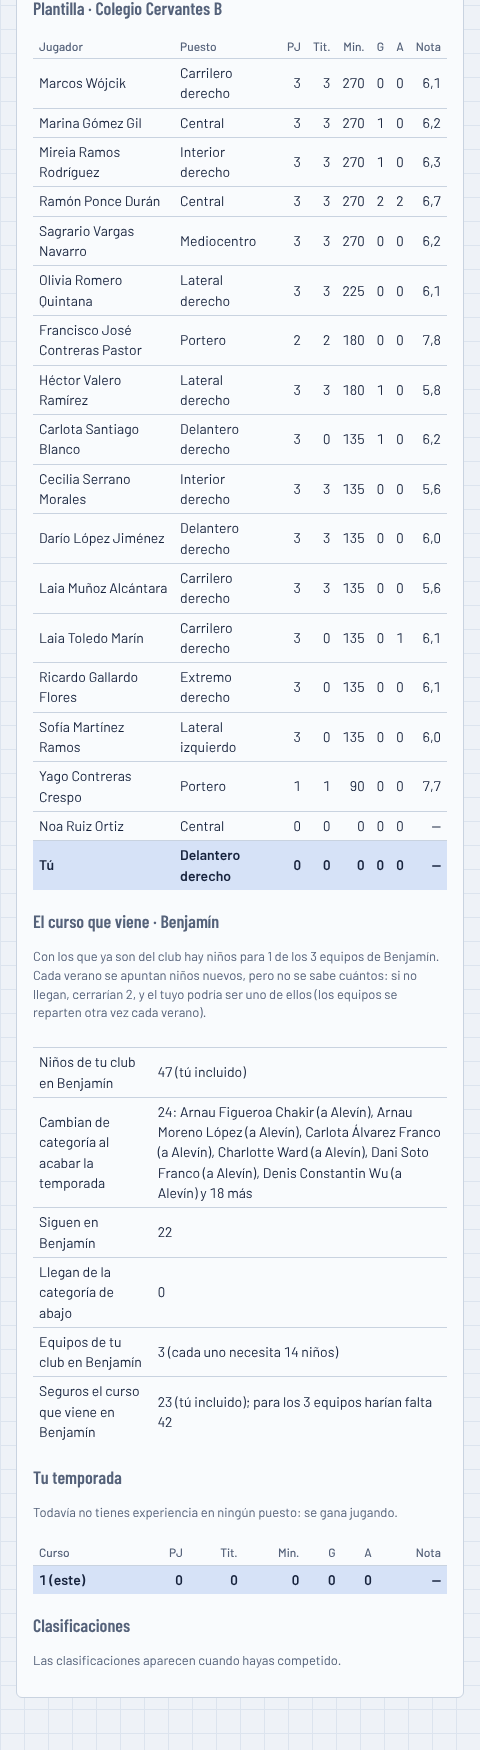 Plantilla · Colegio Cervantes B
Jugador Puesto PJ Tit. Min. G A Nota
Marcos Wójcik Carrilero derecho 3 3 270 0 0 6,1
Marina Gómez Gil Central 3 3 270 1 0 6,2
Mireia Ramos Rodríguez Interior derecho 3 3 270 1 0 6,3
Ramón Ponce Durán Central 3 3 270 2 2 6,7
Sagrario Vargas Navarro Mediocentro 3 3 270 0 0 6,2
Olivia Romero Quintana Lateral derecho 3 3 225 0 0 6,1
Francisco José Contreras Pastor Portero 2 2 180 0 0 7,8
Héctor Valero Ramírez Lateral derecho 3 3 180 1 0 5,8
Carlota Santiago Blanco Delantero derecho 3 0 135 1 0 6,2
Cecilia Serrano Morales Interior derecho 3 3 135 0 0 5,6
Darío López Jiménez Delantero derecho 3 3 135 0 0 6,0
Laia Muñoz Alcántara Carrilero derecho 3 3 135 0 0 5,6
Laia Toledo Marín Carrilero derecho 3 0 135 0 1 6,1
Ricardo Gallardo Flores Extremo derecho 3 0 135 0 0 6,1
Sofía Martínez Ramos Lateral izquierdo 3 0 135 0 0 6,0
Yago Contreras Crespo Portero 1 1 90 0 0 7,7
Noa Ruiz Ortiz Central 0 0 0 0 0 —
Tú Delantero derecho 0 0 0 0 0 —
El curso que viene · Benjamín
Con los que ya son del club hay niños para 1 de los 3 equipos de Benjamín.
Cada verano se apuntan niños nuevos, pero no se sabe cuántos: si no
llegan, cerrarían 2, y el tuyo podría ser uno de ellos (los equipos se
reparten otra vez cada verano).
Niños de tu club en Benjamín 47 (tú incluido)
Cambian de categoría al acabar la temporada 24: Arnau Figueroa Chakir (a Alevín), Arnau
Moreno López (a Alevín), Carlota Álvarez Franco
(a Alevín), Charlotte Ward (a Alevín), Dani Soto
Franco (a Alevín), Denis Constantin Wu (a
Alevín) y 18 más
Siguen en Benjamín 22
Llegan de la categoría de abajo 0
Equipos de tu club en Benjamín 3 (cada uno necesita 14 niños)
Seguros el curso que viene en Benjamín 23 (tú incluido); para los 3 equipos harían falta
42
Tu temporada
Todavía no tienes experiencia en ningún puesto: se gana jugando.
Curso PJ Tit. Min. G A Nota
1 (este) 0 0 0 0 0 —
Clasificaciones
Las clasificaciones aparecen cuando hayas competido.